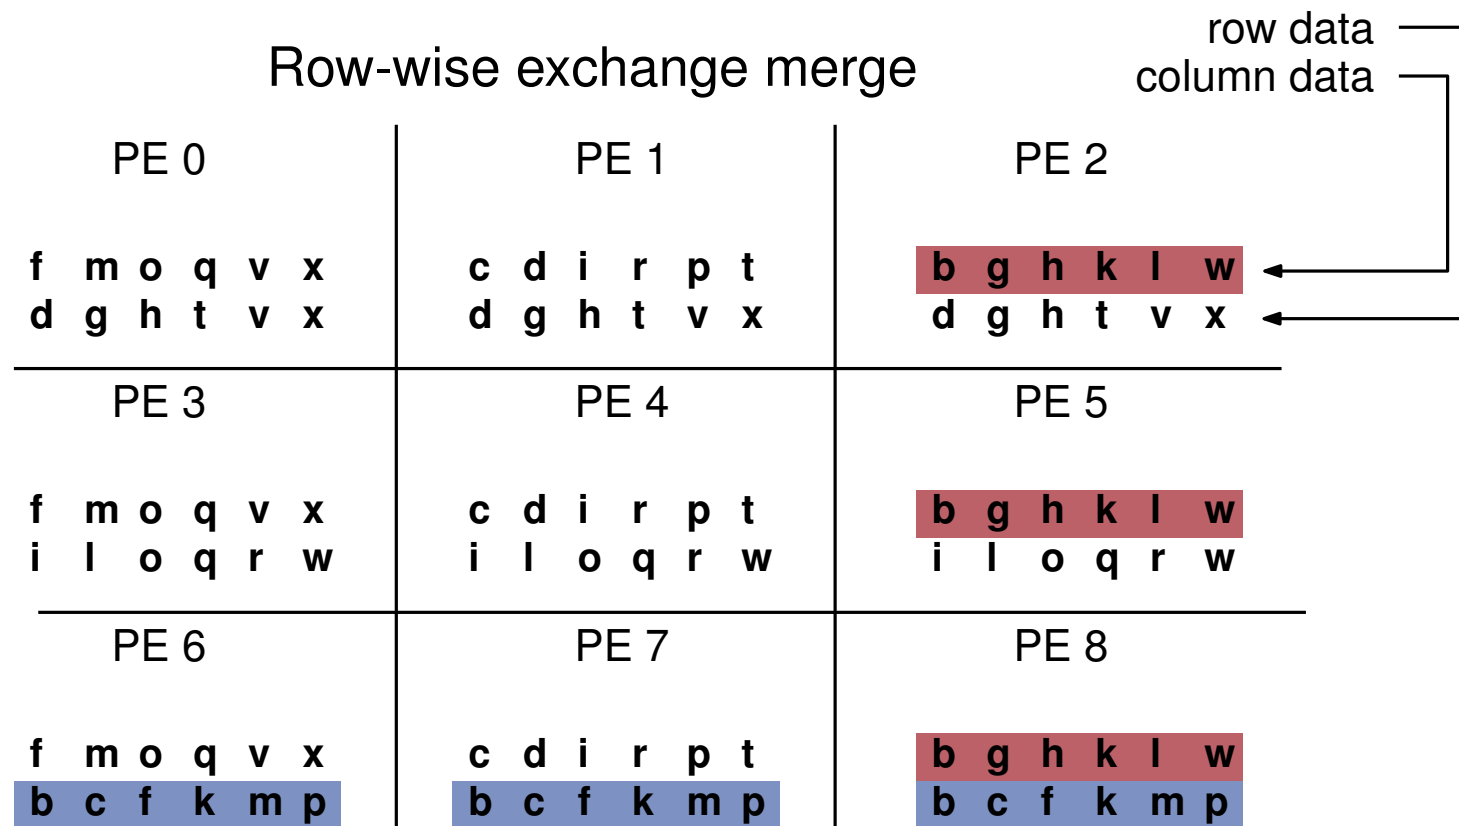 row data
Row-wise exchange merge
column data
PE 0 PE 1 PE 2
f m o q v x c d i r p t b g h k l w
d g h t v x d g h t v x d g h t v x
PE 3 PE 4 PE 5
f m o q v x c d i r p t b g h k l w
i l o q r w i l o q r w i l o q r w
PE 6 PE 7 PE 8
f m o q v x c d i r p t b g h k l w
b c f k m p b c f k m p b c f k m p